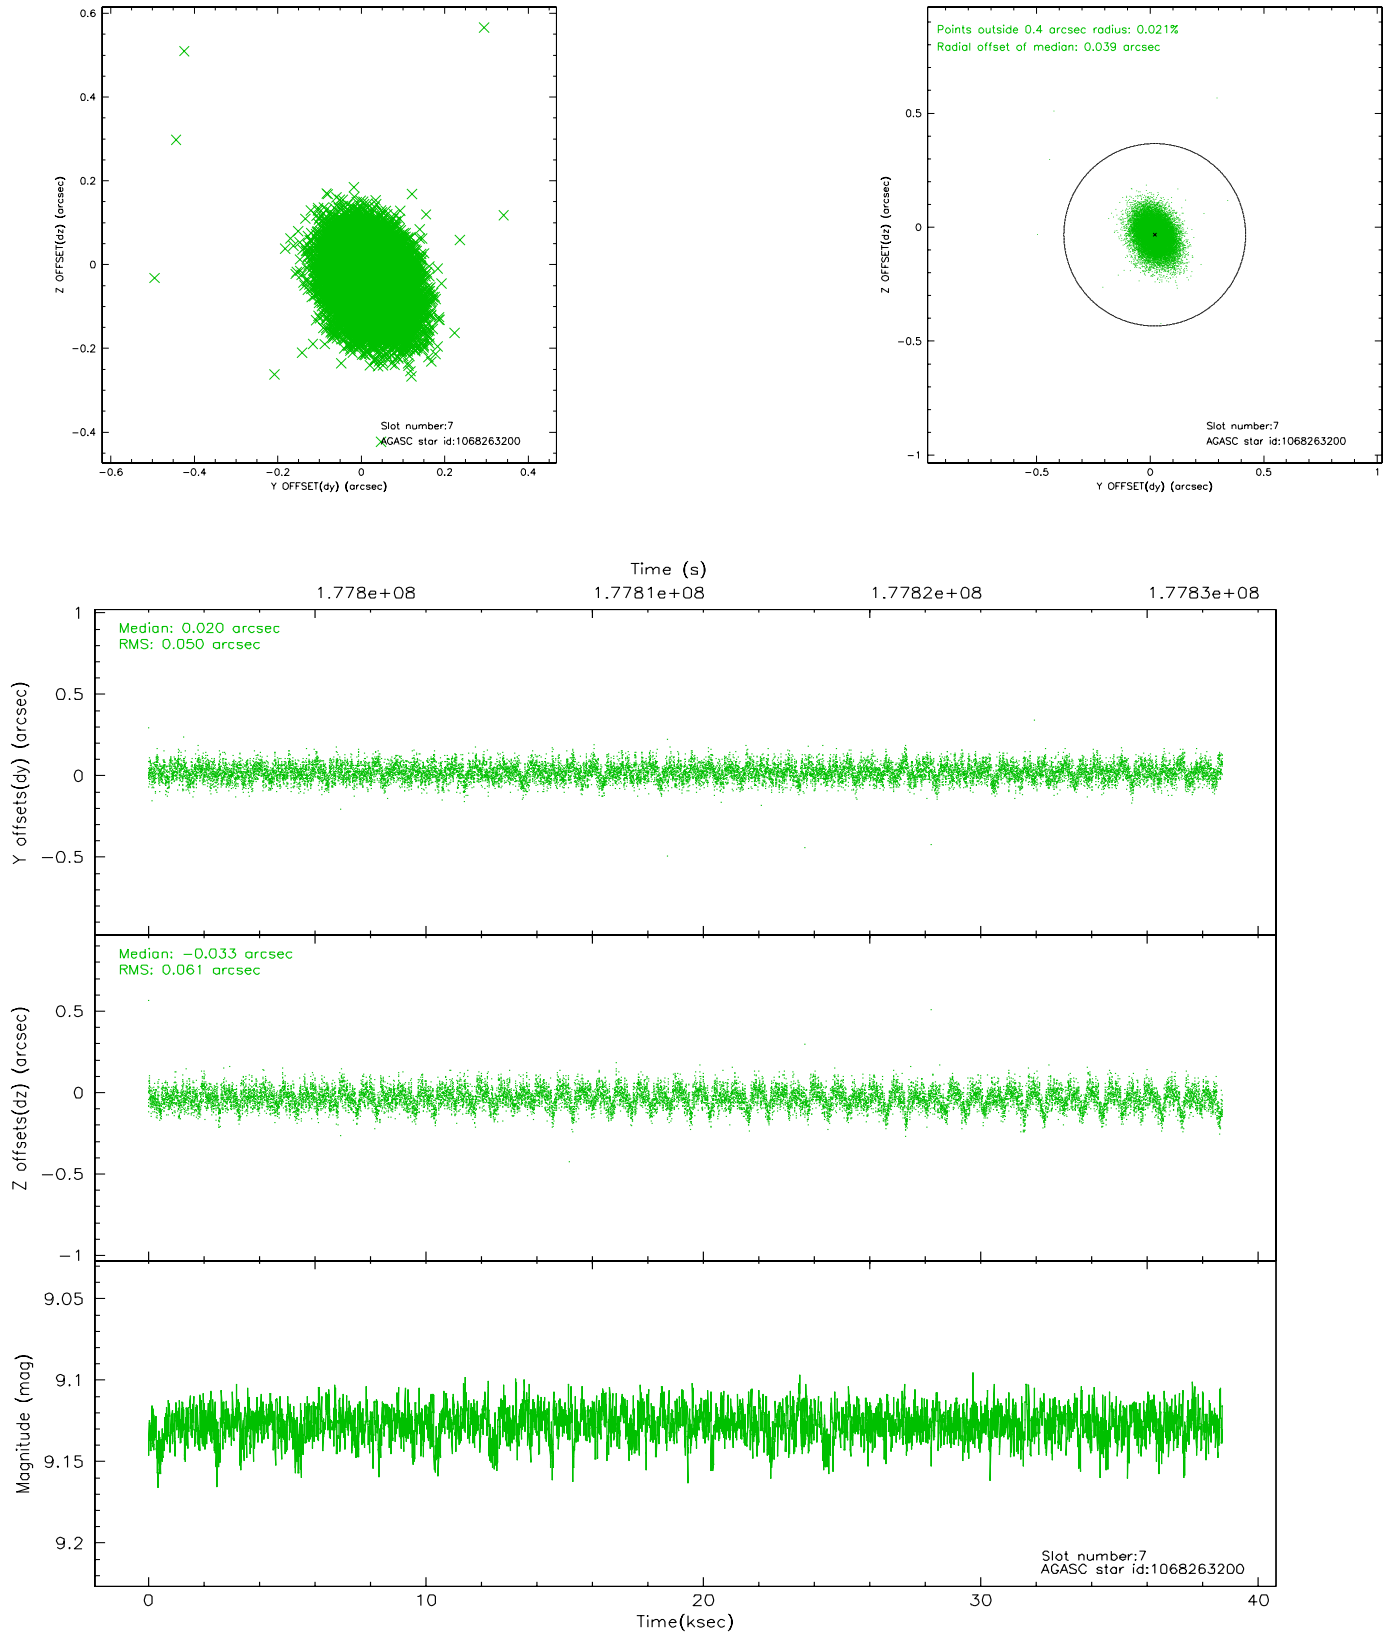 0.6
0.4
0.2
0
−0.2
−0.4
Z OFFSET(dz) (arcsec)
Slot number:7
AGASC star id:1068263200
−0.6 −0.4 −0.2 0 0.2 0.4
Y OFFSET(dy) (arcsec)
Points outside 0.4 arcsec radius: 0.021%
Radial offset of median: 0.039 arcsec
0.5
0
−0.5
−1
Z OFFSET(dz) (arcsec)
Slot number:7
AGASC star id:1068263200
−0.5 0 0.5 1
Y OFFSET(dy) (arcsec)
Time (s)
1.778e+08 1.7781e+08 1.7782e+08 1.7783e+08
1
0.5
0
−0.5
Y offsets(dy) (arcsec)
Median: 0.020 arcsec
RMS: 0.050 arcsec
0.5
0
−0.5
−1
Z offsets(dz) (arcsec)
Median: −0.033 arcsec
RMS: 0.061 arcsec
9.05
9.1
9.15
9.2
Magnitude (mag)
Slot number:7
AGASC star id:1068263200
0 10 20 30 40
Time(ksec)